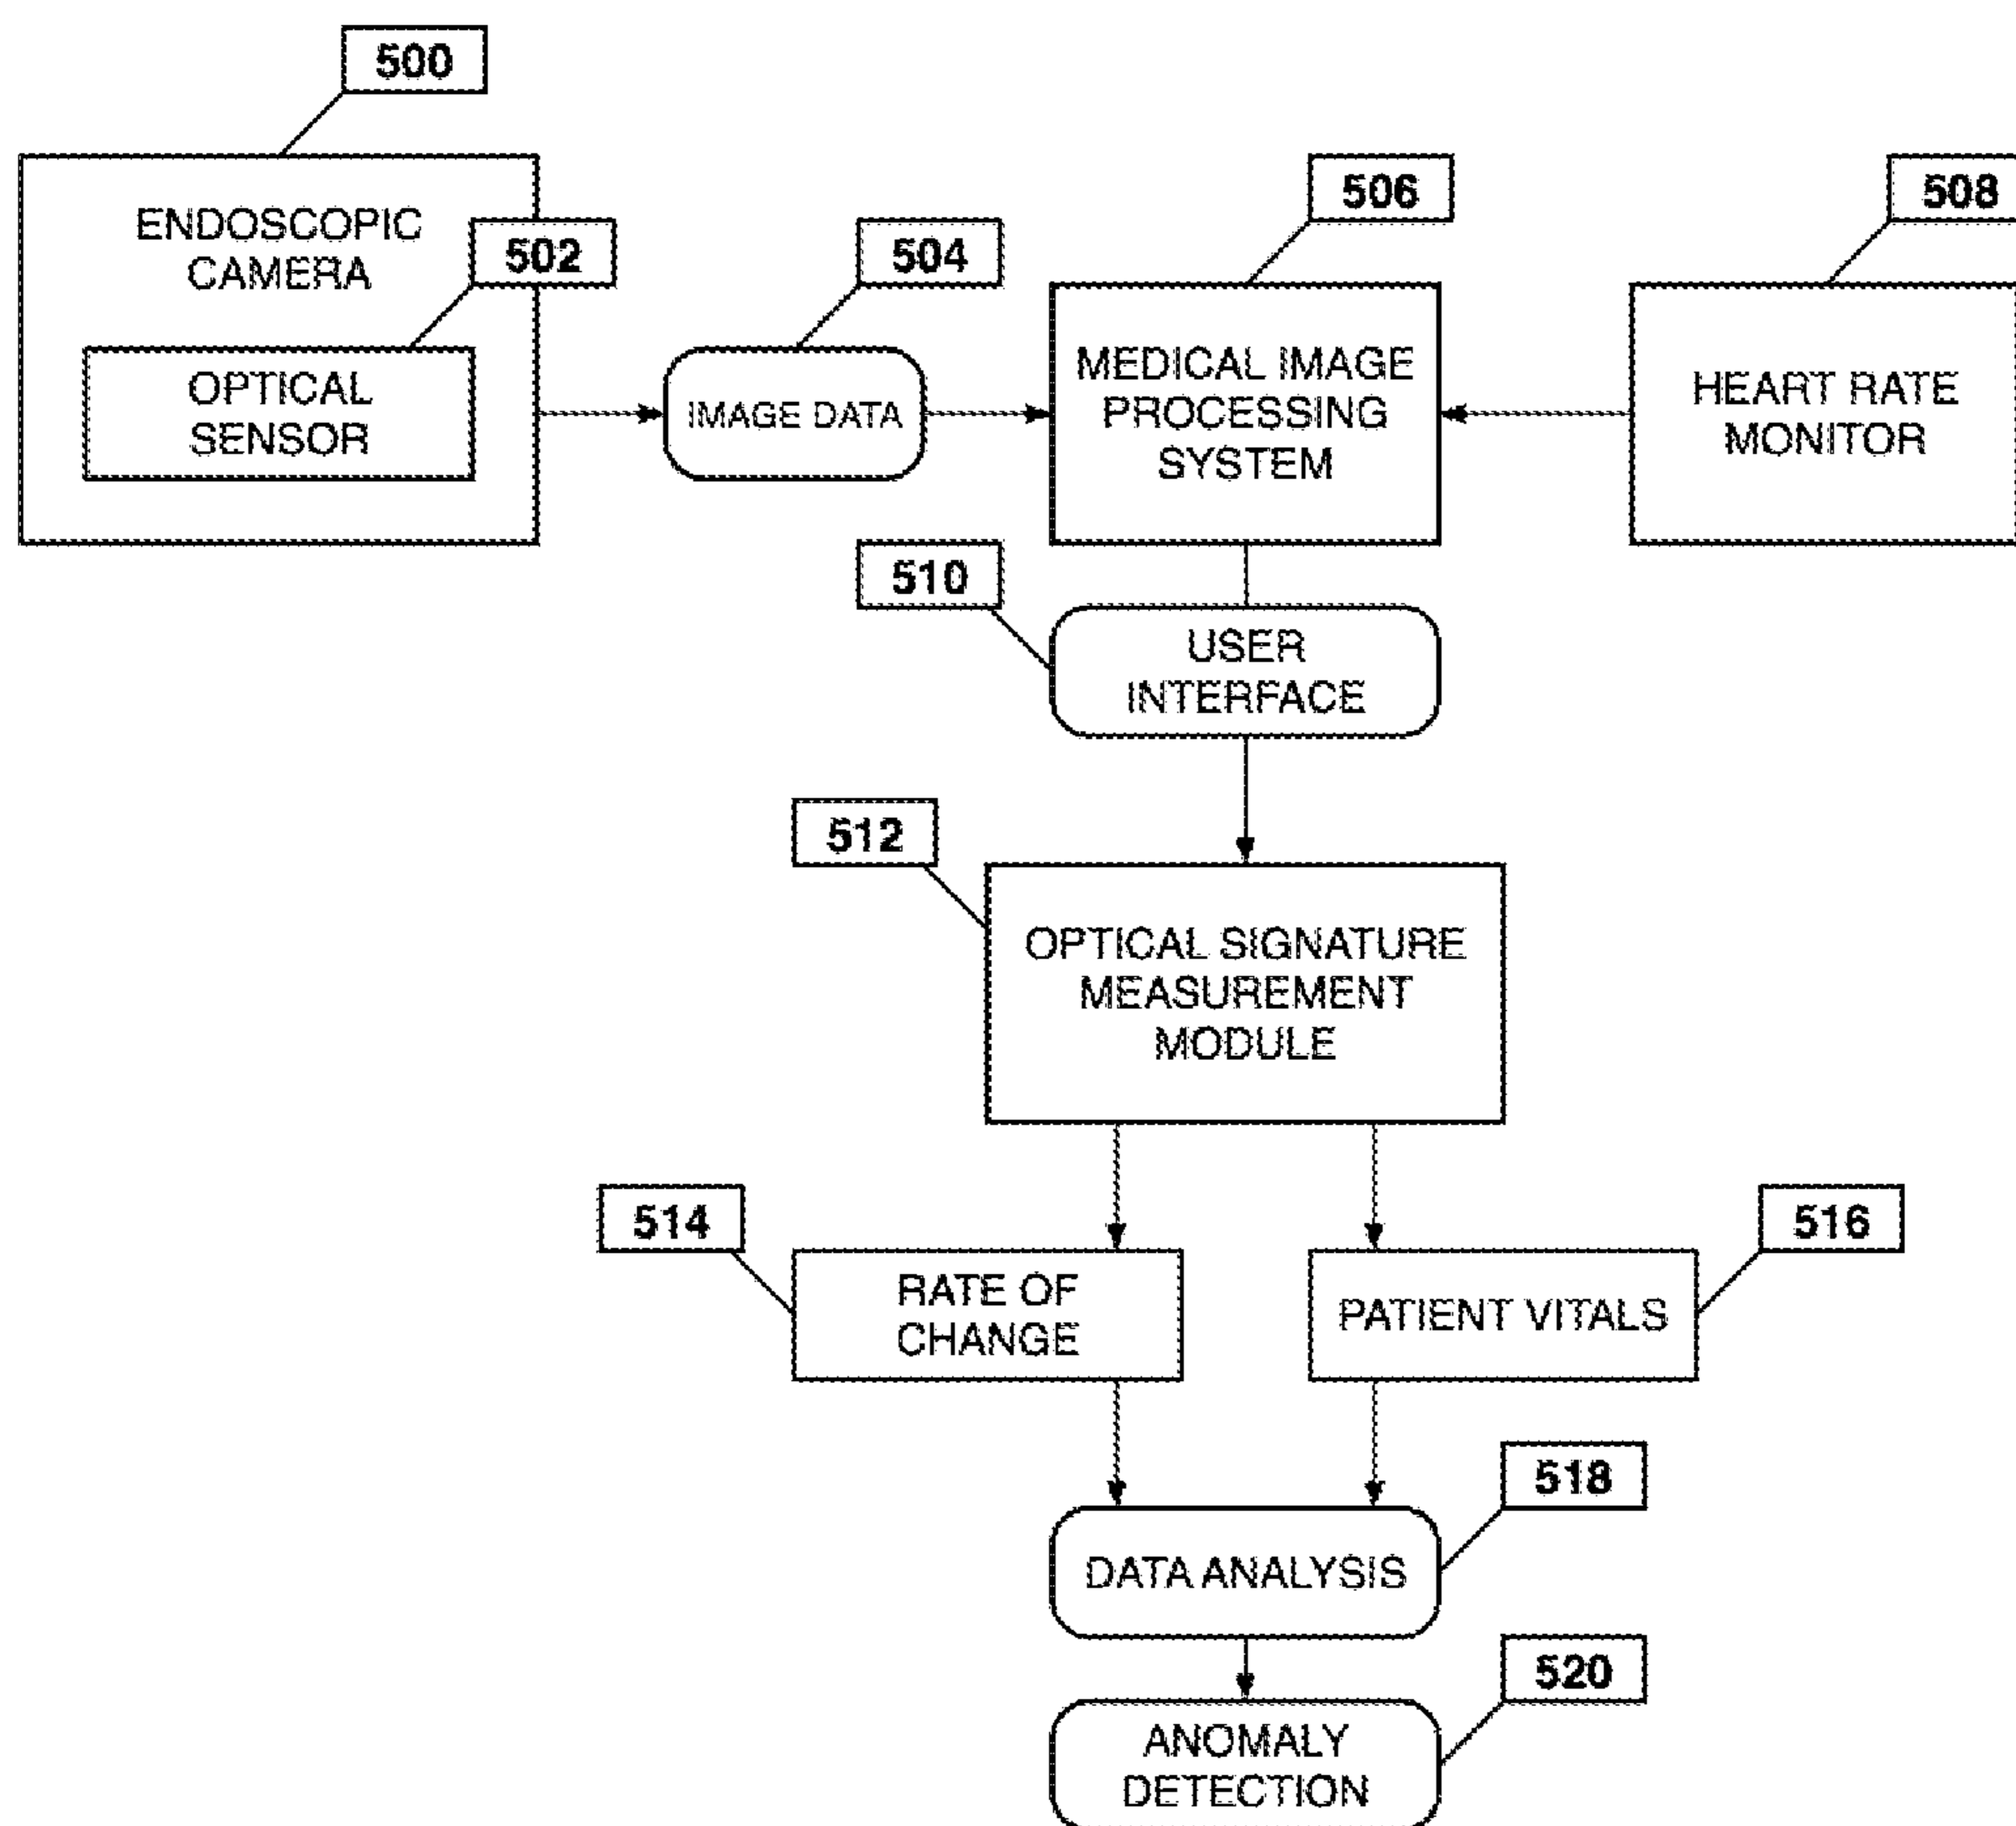 500
506
508
ENDOSCOPIC
CAMERA
502
504
OPTICAL
SENSOR
IMAGE DATA
MEDICAL IMAGE
PROCESSING
SYSTEM
HEART RATE
MONITOR
510
USER
INTERFACE
512
OPTICAL SIGNATURE
MEASUREMENT
MODULE
514
516
RATE OF
CHANGE
PATIENT VITALS
518
DATA ANALYSIS
520
ANOMALY
DETECTION